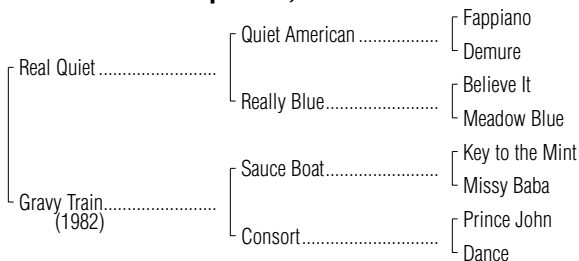 Fappiano
Quiet American ..................
Demure
Real Quiet ..........................
Believe It
Really Blue.........................
Meadow Blue
Key to the Mint
Sauce Boat.........................
Missy Baba
Gravy Train.........................
(1982)
Prince John
Consort...............................
Dance